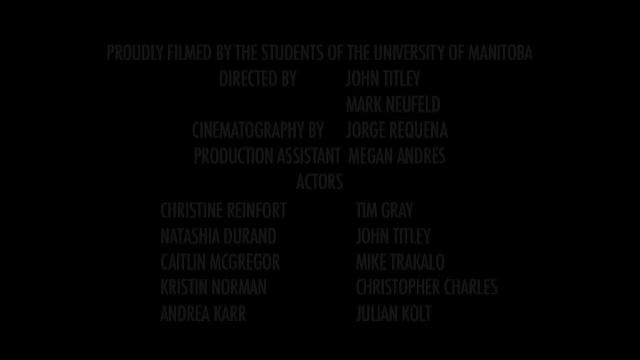 PROUDLY FILMED BY THE STUDENTS OF THE UNIVERSITY OF MANITOBA
DIRECTED BY JOHN TITLEY
MARK NEUFELD
CINEMATOGRAPHY BY JORGE REQUENA
PRODUCTION ASSISTANT MEGAN ANDRES
ACTORS
CHRISTINE REINFORT TIM GRAY
NATASHIA DURAND JOHN TITLEY
CAITLIN MCGREGOR MIKE TRAKALO
KRISTIN NORMAN CHRISTOPHER CHARLES
ANDREA KARR JULIAN KOLT